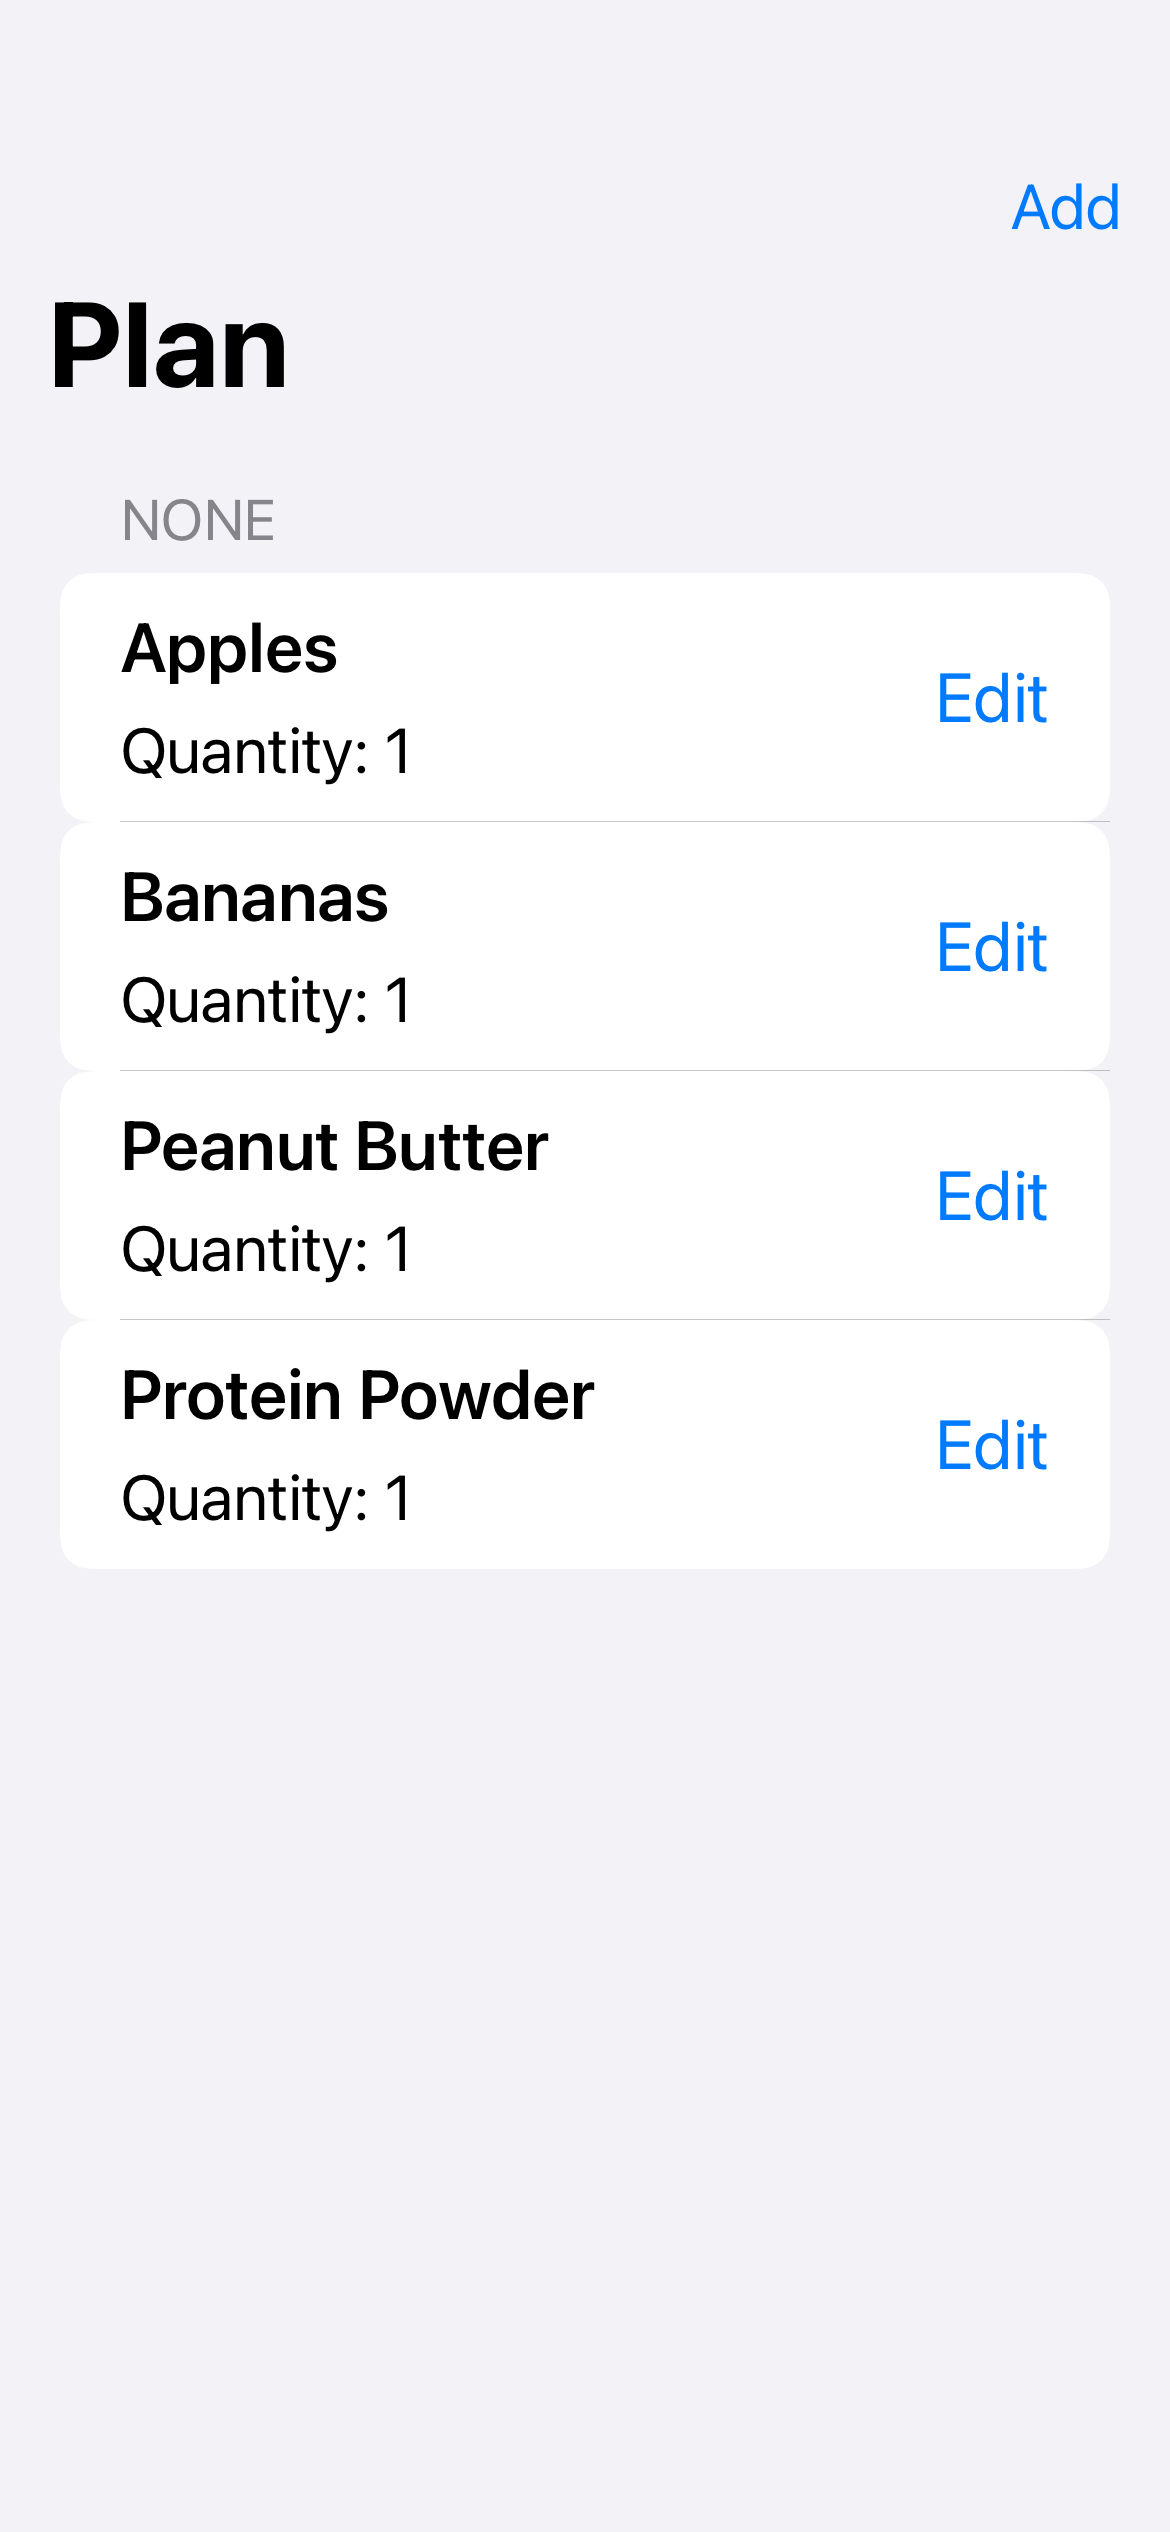 Add
Plan
NONE
Apples
Quantity: 1
Edit
Bananas
Quantity: 1
Edit
Peanut Butter
Quantity: 1
Edit
Protein Powder
Quantity: 1
Edit